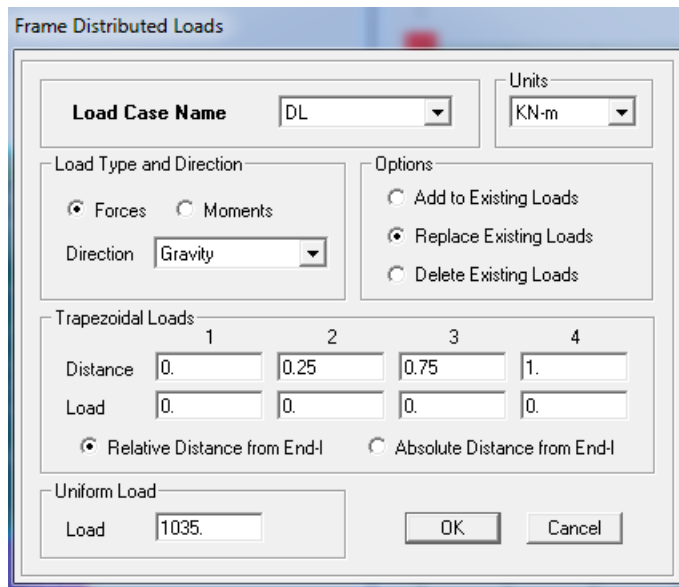 Frame Distributed Loads
Load Case Name DL
Units
KN-m
Load Type and Direction
Forces Moments
Direction Gravity
Options
Add to Existing Loads
Replace Existing Loads
Delete Existing Loads
Trapezoidal Loads
1 2 3 4
Distance 0. 0.25 0.75 1.
Load 0. 0. 0. 0.
Relative Distance from End-I Absolute Distance from End-I
Uniform Load
Load 1035.
OK Cancel